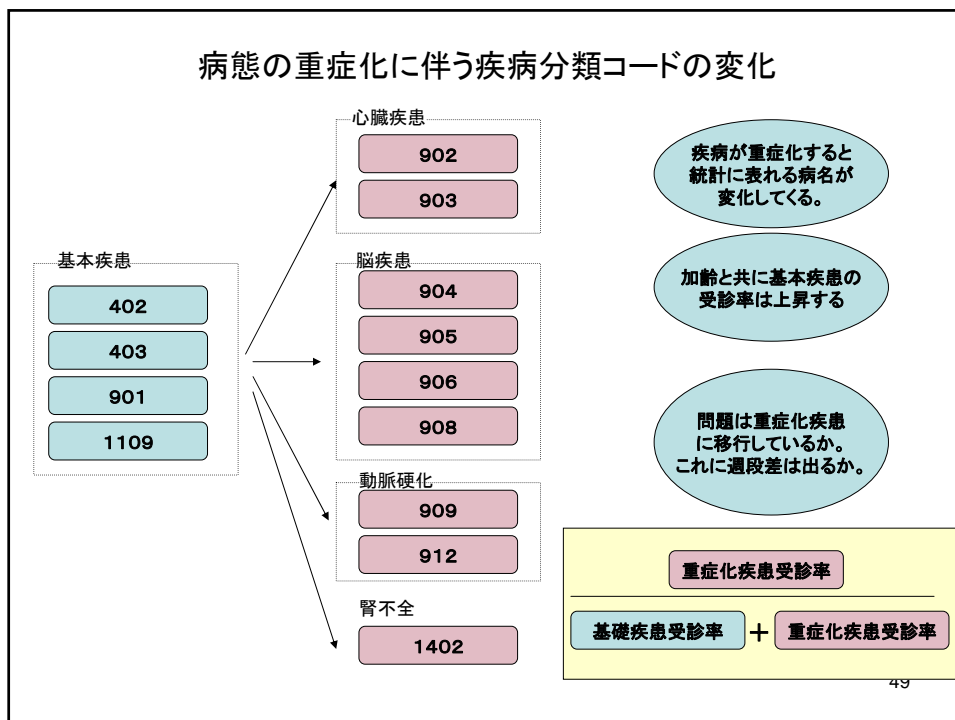 病態の重症化に伴う疾病分類コードの変化
基本疾患
402
403
901
1109
心臓疾患
902
903
脳疾患
904
905
906
908
動脈硬化
909
912
腎不全
1402
疾病が重症化すると
統計に表れる病名が
変化してくる。
加齢と共に基本疾患の
受診率は上昇する
問題は重症化疾患
に移行しているか。
これに週段差は出るか。
重症化疾患受診率
基礎疾患受診率 + 重症化疾患受診率
49